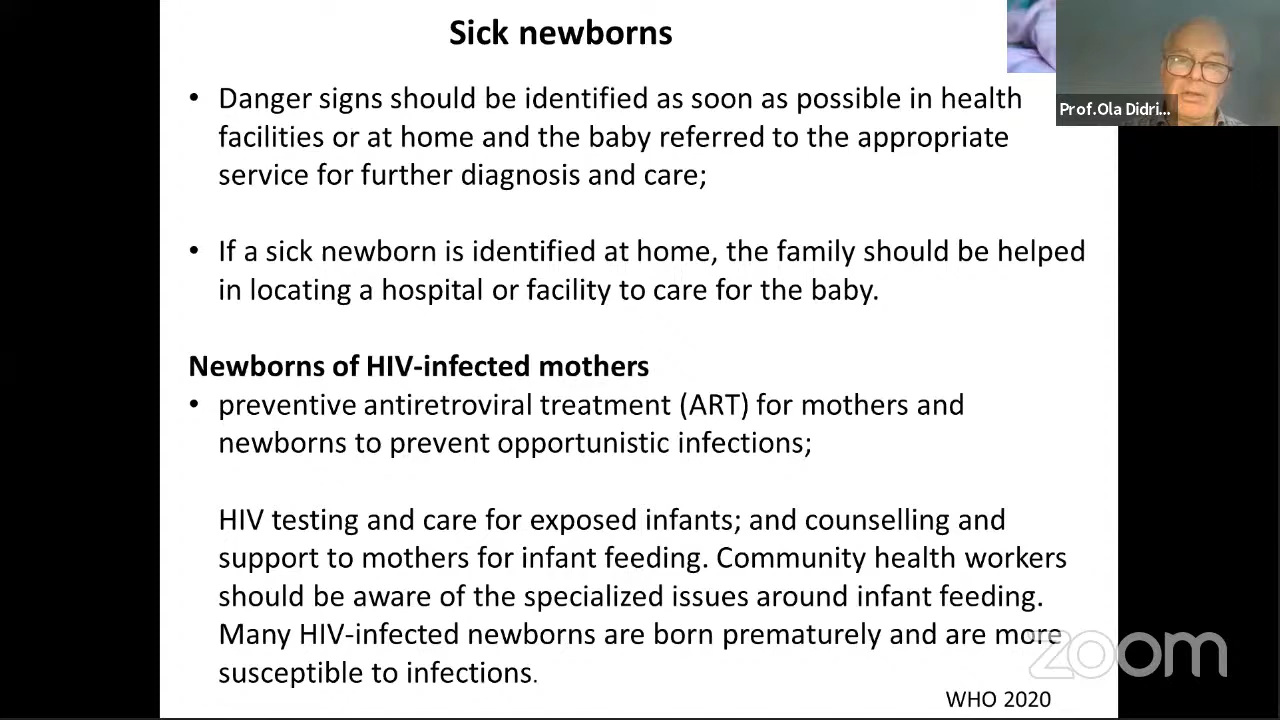 Sick newborns
• Danger signs should be identified as soon as possible in health
facilities or at home and the baby referred to the appropriate
service for further diagnosis and care;
• If a sick newborn is identified at home, the family should be helped
in locating a hospital or facility to care for the baby.
Newborns of HIV-infected mothers
• preventive antiretroviral treatment (ART) for mothers and
newborns to prevent opportunistic infections;
HIV testing and care for exposed infants; and counselling and
support to mothers for infant feeding. Community health workers
should be aware of the specialized issues around infant feeding.
Many HIV-infected newborns are born prematurely and are more
susceptible to infections.
WHO 2020
Prof.Ola Didri...
zoom